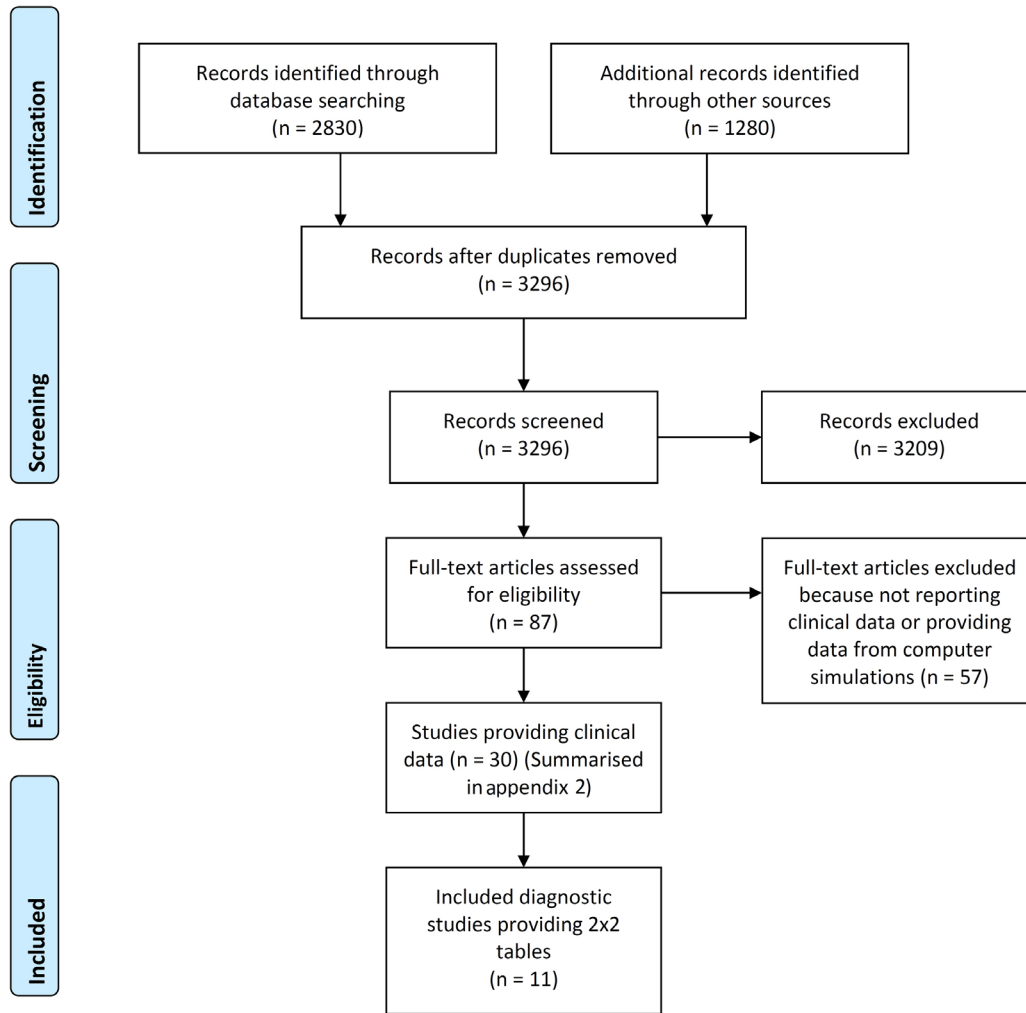 Identification
Records identified through
database searching
(n = 2830)
Additional records identified
through other sources
(n = 1280)
Records after duplicates removed
(n = 3296)
Screening
Records screened
(n = 3296)
Records excluded
(n = 3209)
Eligibility
Full-text articles assessed
for eligibility
(n = 87)
Full-text articles excluded
because not reporting
clinical data or providing
data from computer
simulations (n = 57)
Studies providing clinical
data (n = 30) (Summarised
in appendix 2)
Included
Included diagnostic
studies providing 2x2
tables
(n = 11)